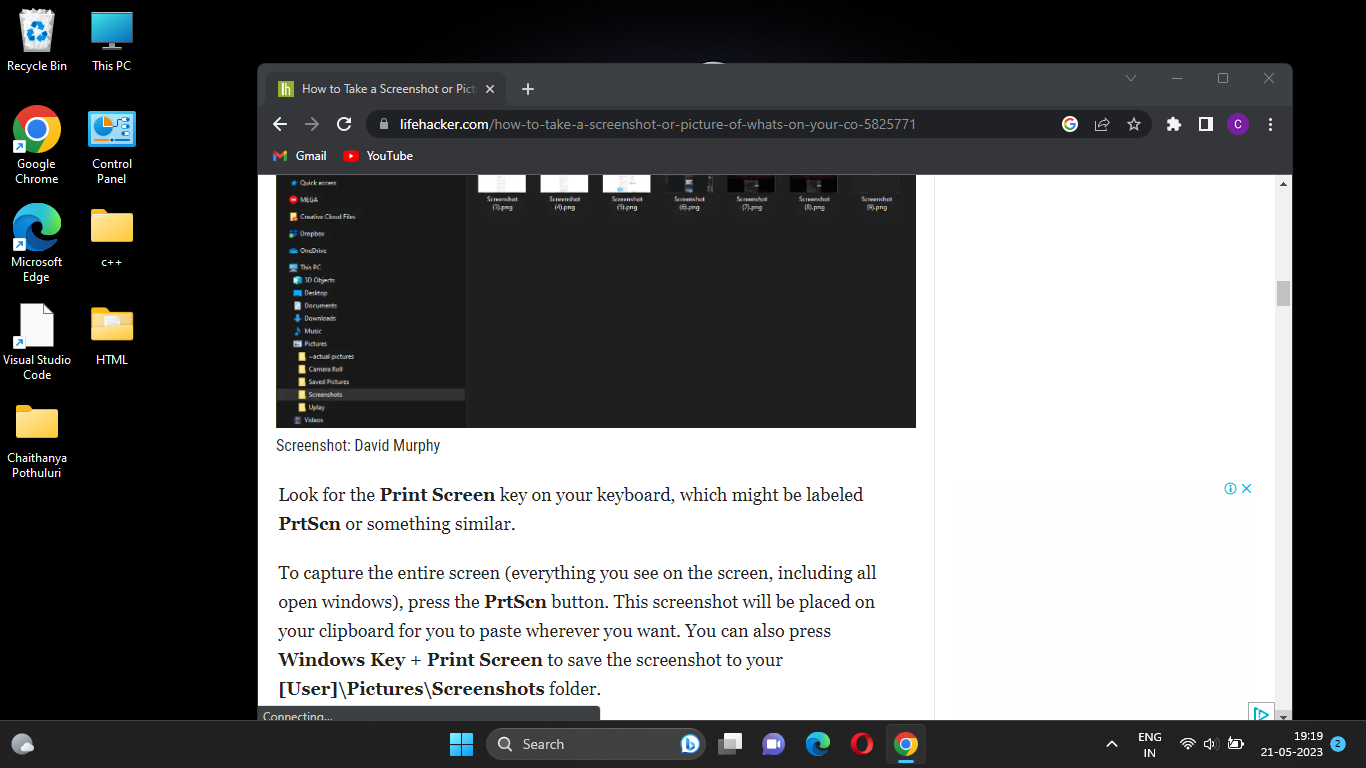 Recycle Bin
This PC
Google
Chrome
Control
Panel
Microsoft
Edge
c++
Visual Studio
Code
HTML
Chaithanya
Pothuluri
How to Take a Screenshot or Pict
lifehacker.com/how-to-take-a-screenshot-or-picture-of-whats-on-your-co-5825771
C
Gmail
YouTube
Quick access
MEGA
Creative Cloud Files
Dropbox
OneDrive
This PC
3D Objects
Desktop
Documents
Downloads
Music
Pictures
~actual pictures
Camera Roll
Saved Pictures
Screenshots
Uplay
Videos
Screenshot
(3).png
Screenshot
(4).png
Screenshot
(5).png
Screenshot
(6).png
Screenshot
(7).png
Screenshot
(8).png
Screenshot
(9).png
Screenshot: David Murphy
Look for the Print Screen key on your keyboard, which might be labeled
PrtScn or something similar.
To capture the entire screen (everything you see on the screen, including all
open windows), press the PrtScn button. This screenshot will be placed on
your clipboard for you to paste wherever you want. You can also press
Windows Key + Print Screen to save the screenshot to your
[User]\Pictures\Screenshots folder.
Connecting...
Search
ENG
IN
19:19
21-05-2023
2